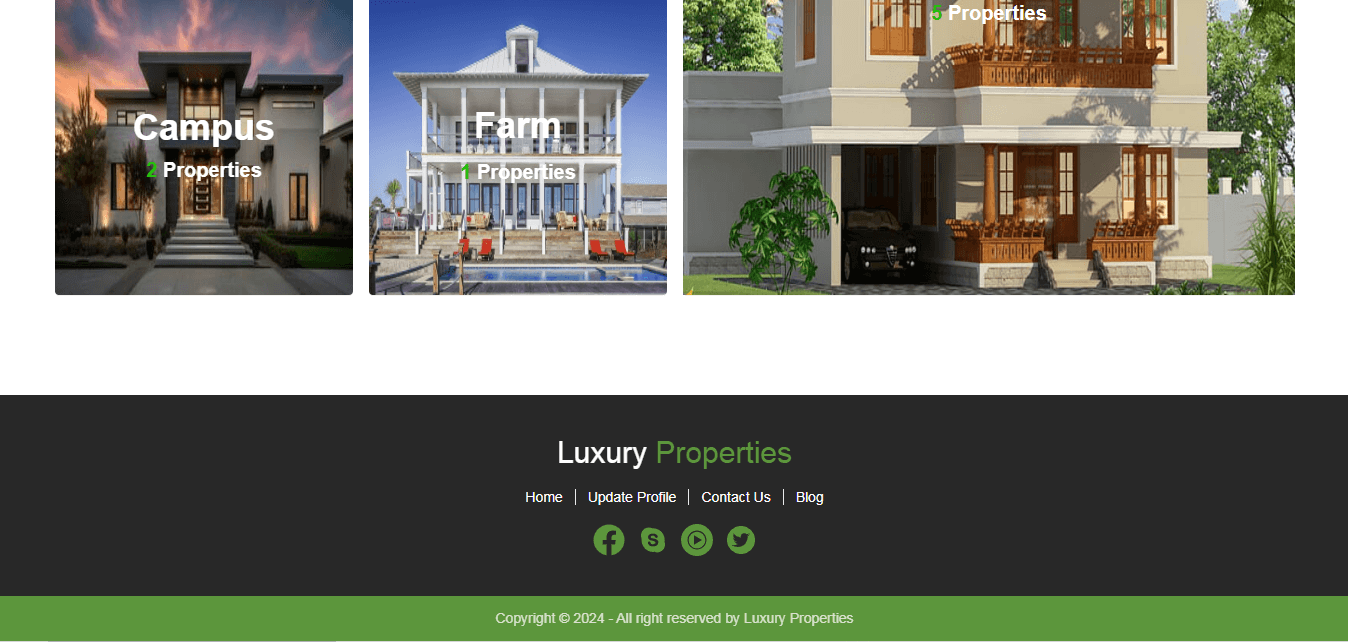 5 Properties
Campus
2 Properties
Farm
1 Properties
Luxury Properties
Home
Update Profile
Contact Us
Blog
Copyright © 2024 - All right reserved by Luxury Properties